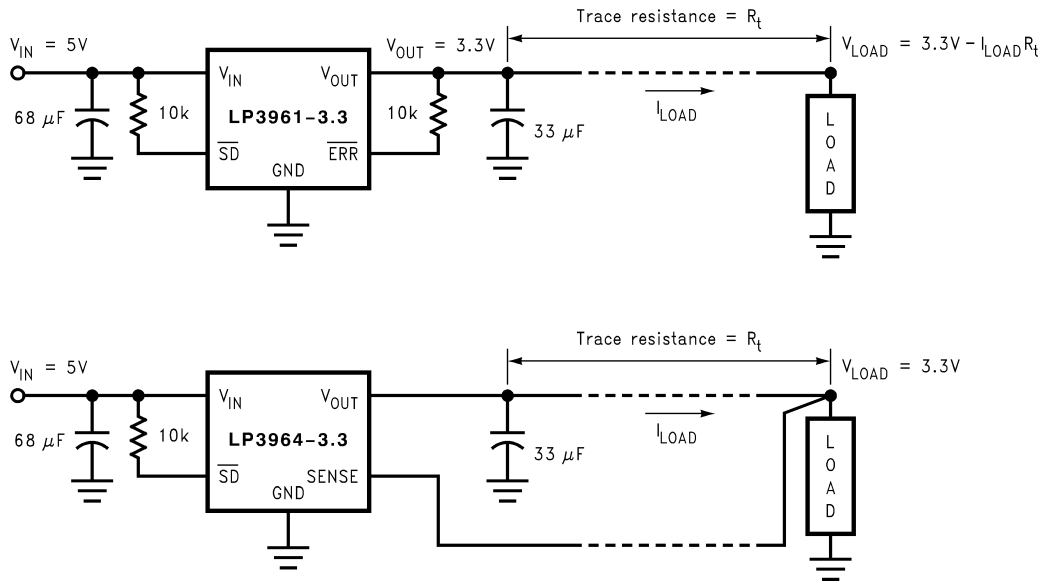 Trace resistance = Rt
VIN = 5V
VOUT = 3.3V
VLOAD = 3.3V - ILOADRt
VIN
VOUT
68 µF
10k
LP3961-3.3
10k
33 µF
ILOAD
SD
ERR
GND
L
O
A
D
Trace resistance = Rt
VIN = 5V
VLOAD = 3.3V
VIN
VOUT
68 µF
10k
LP3964-3.3
33 µF
ILOAD
SD
SENSE
GND
L
O
A
D